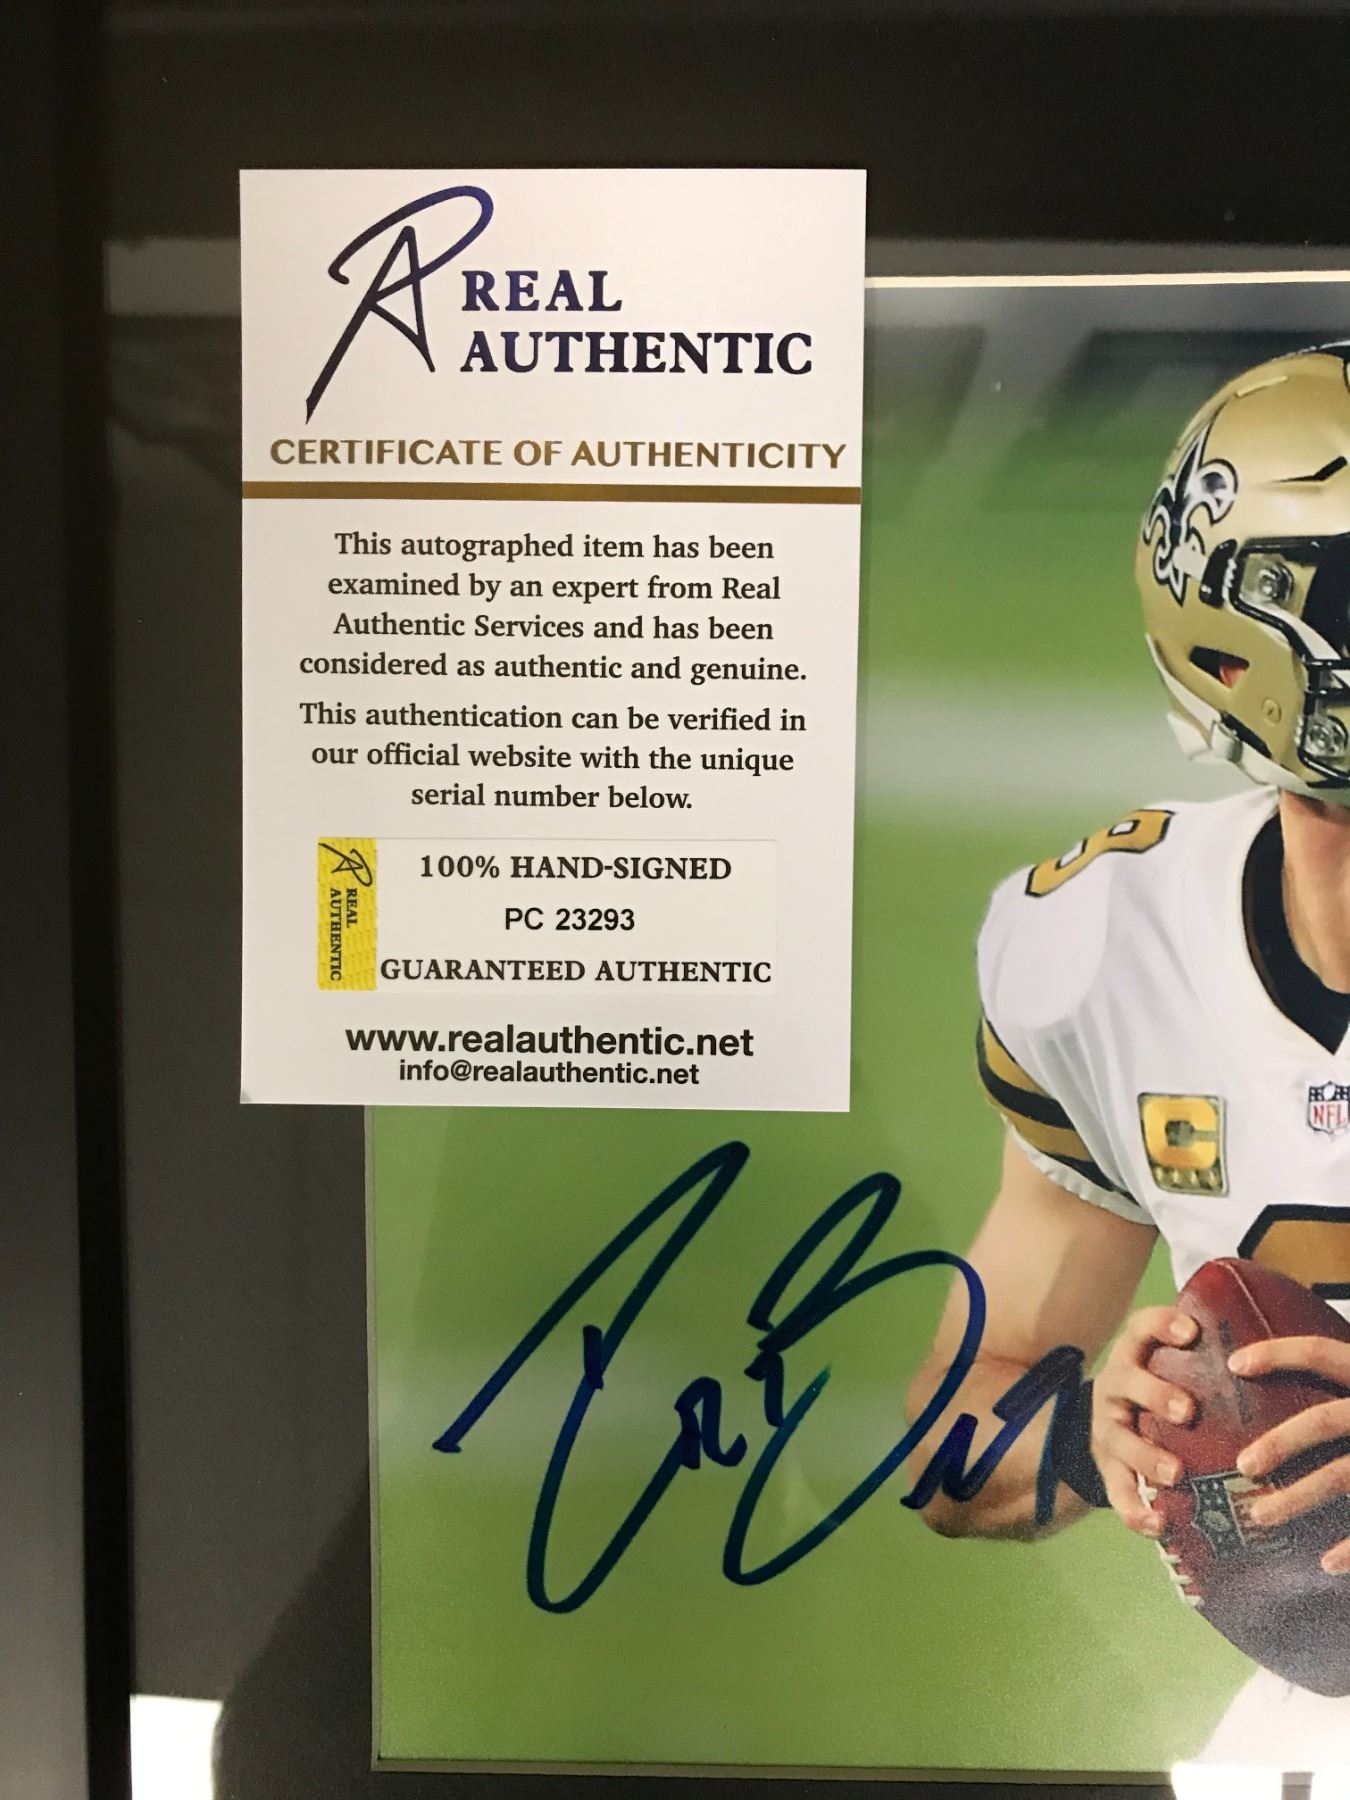 REAL
AUTHENTIC
CERTIFICATE OF AUTHENTICITY
This autographed item has been
examined by an expert from Real
Authentic Services and has been
considered as authentic and genuine.
This authentication can be verified in
our official website with the unique
serial number below.
REAL
AUTHENTIC
100% HAND-SIGNED
PC 23293
GUARANTEED AUTHENTIC
www.realauthentic.net
info@realauthentic.net
C
NFL